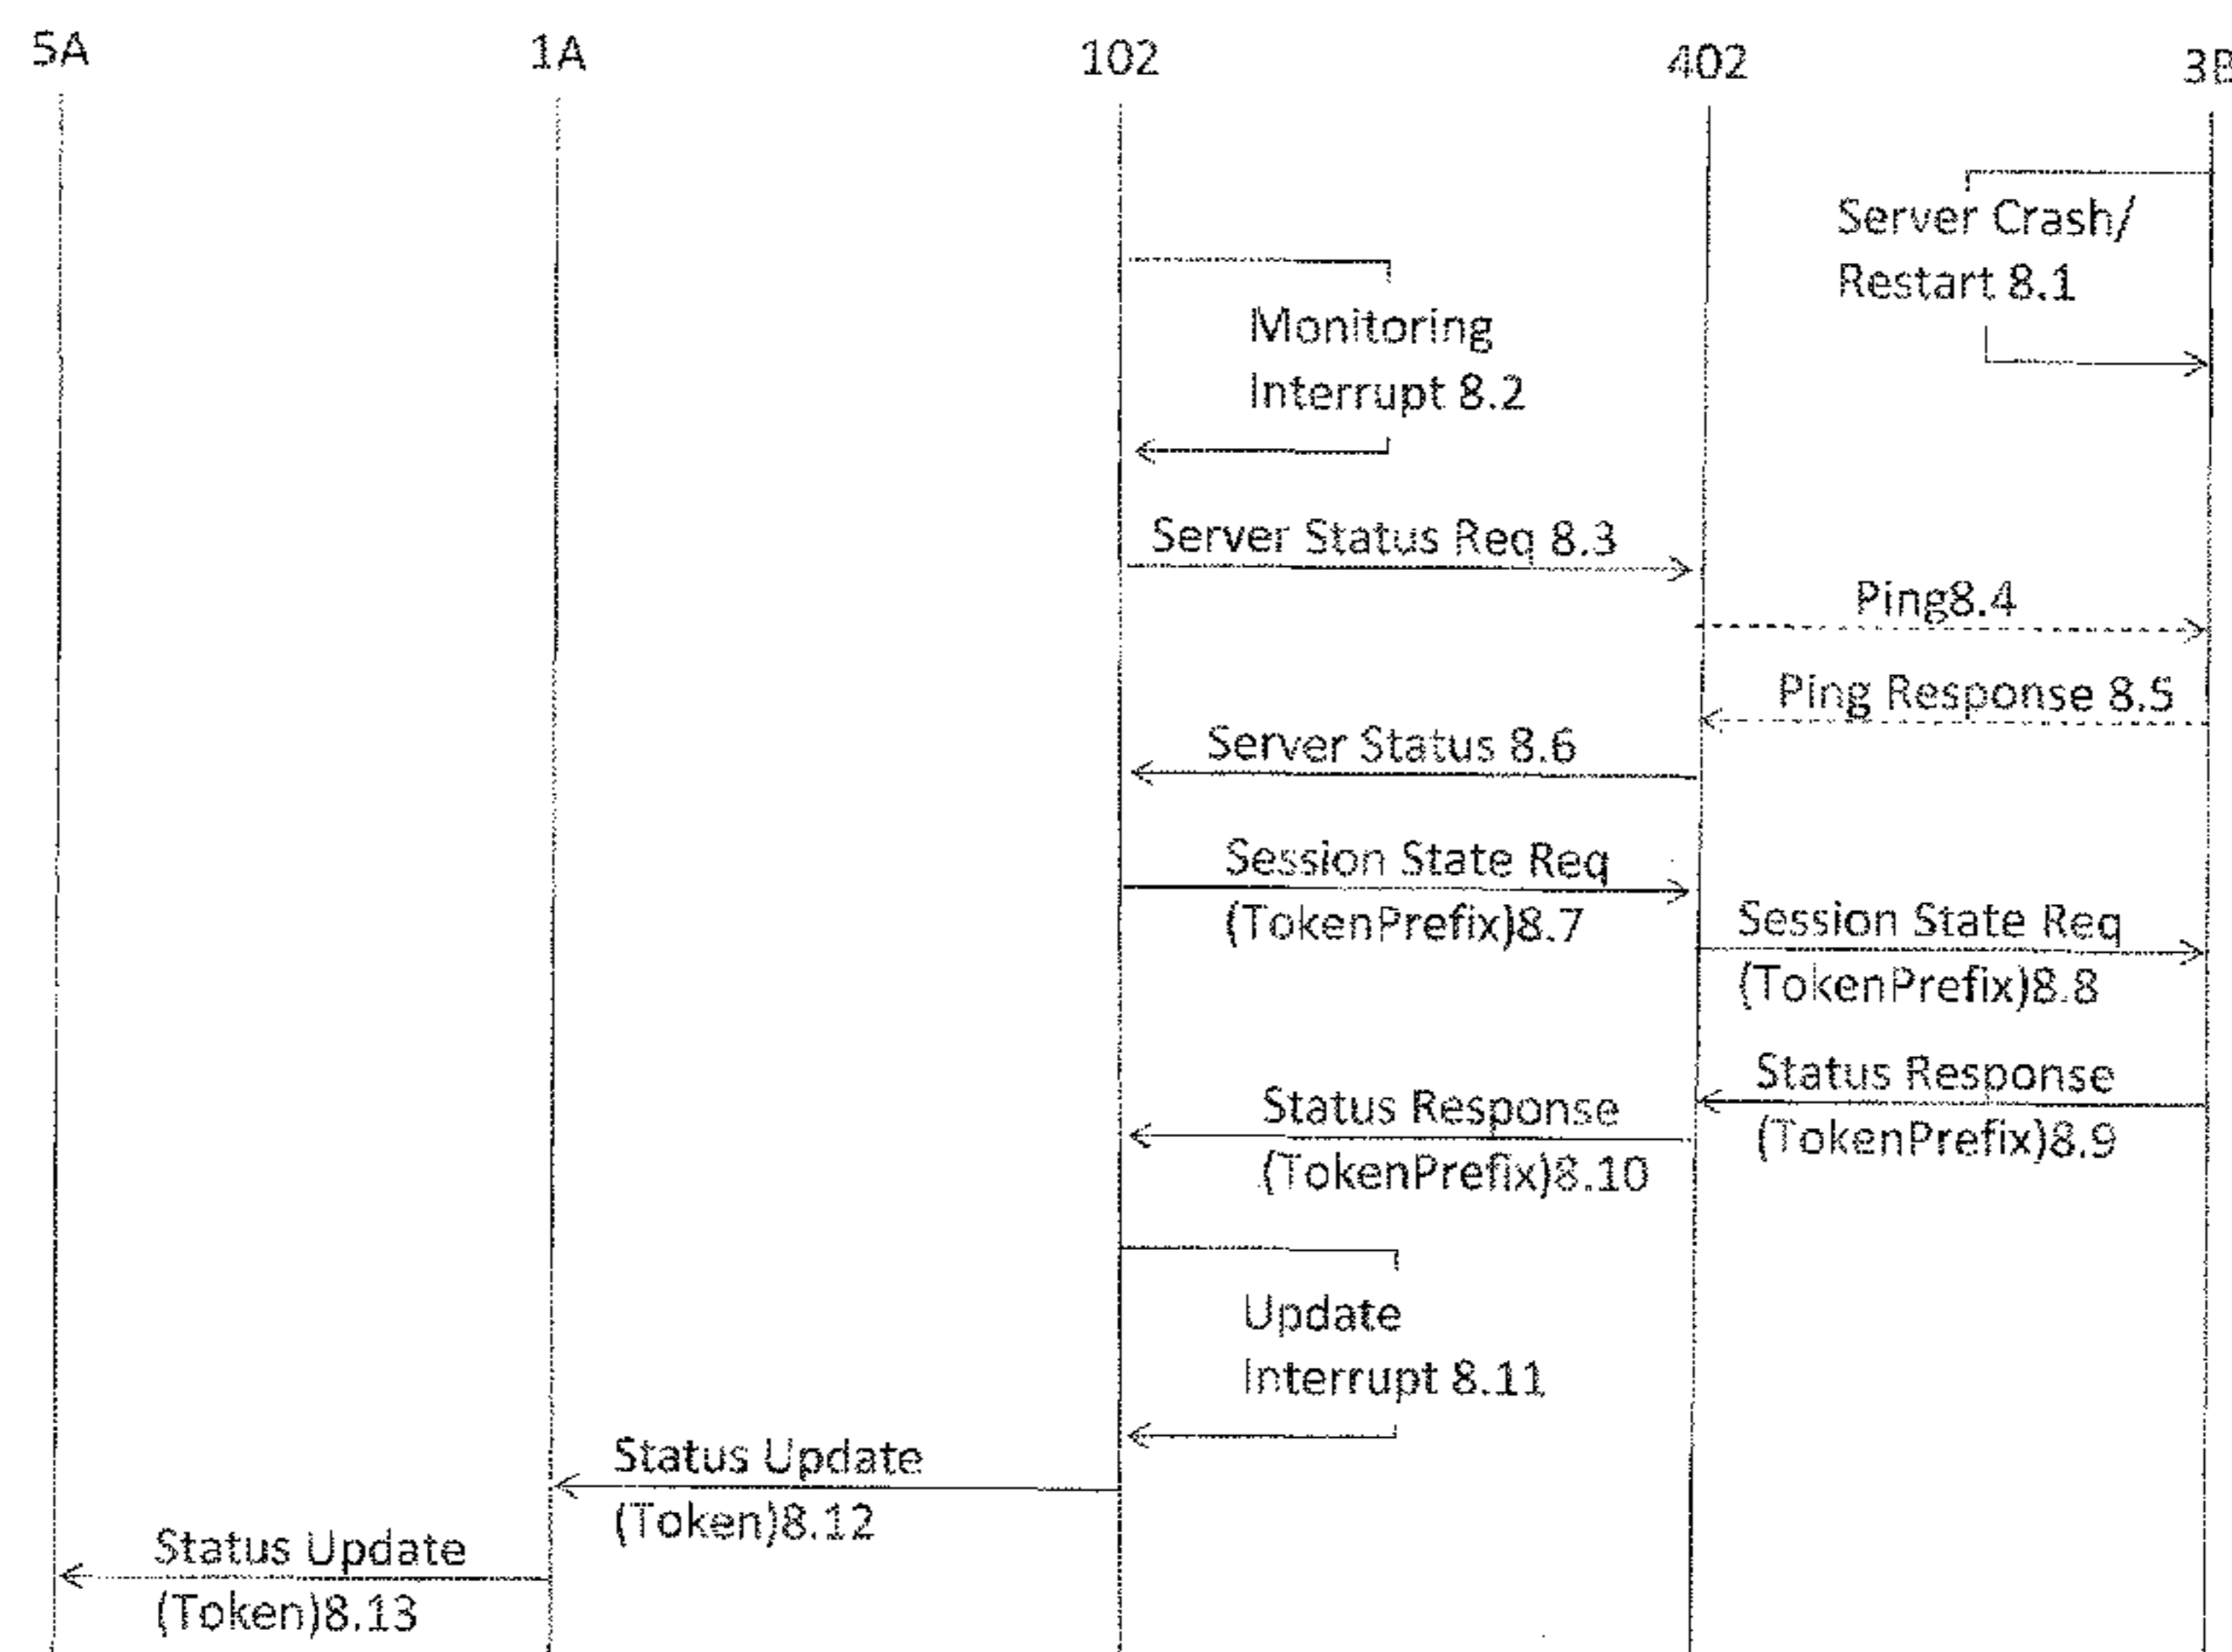 5A
1A
102
402
3B
Server Crash/
Restart 8.1
Monitoring
Interrupt 8.2
Server Status Req 8.3
Ping8.4
Ping Response 8.5
Server Status 8.6
Session State Req
(TokenPrefix)8.7
Session State Req
(TokenPrefix)8.8
Status Response
(TokenPrefix)8.9
Status Response
(TokenPrefix)8.10
Update
Interrupt 8.11
Status Update
(Token)8.12
Status Update
(Token)8.13